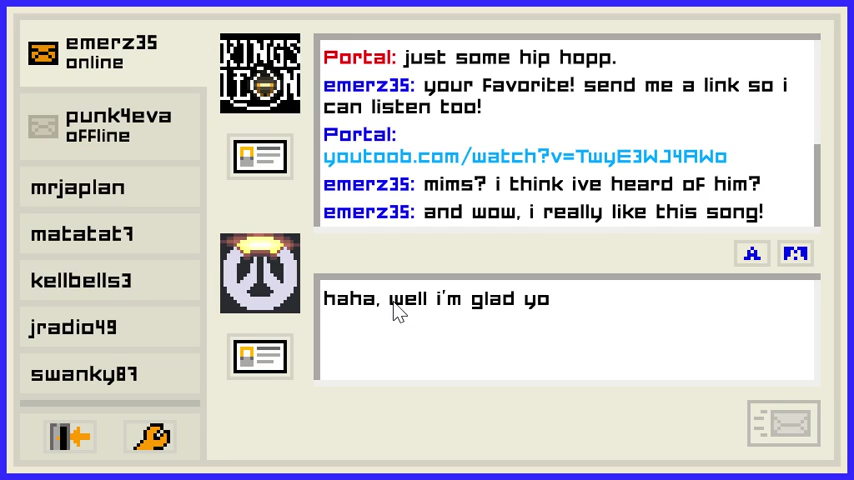 emerz35
online
punk4eva
offline
mrjaplan
matatat7
kellbells3
jradio49
swanky87
KINGS
Portal: just some hip hopp.
emerz35: your favorite! send me a link so i
can listen too!
Portal:
youtoob.com/watch?v=TwyE3WJ4AWo
emerz35: mims? i think ive heard of him?
emerz35: and wow, i really like this song!
A
haha, well i'm glad yo